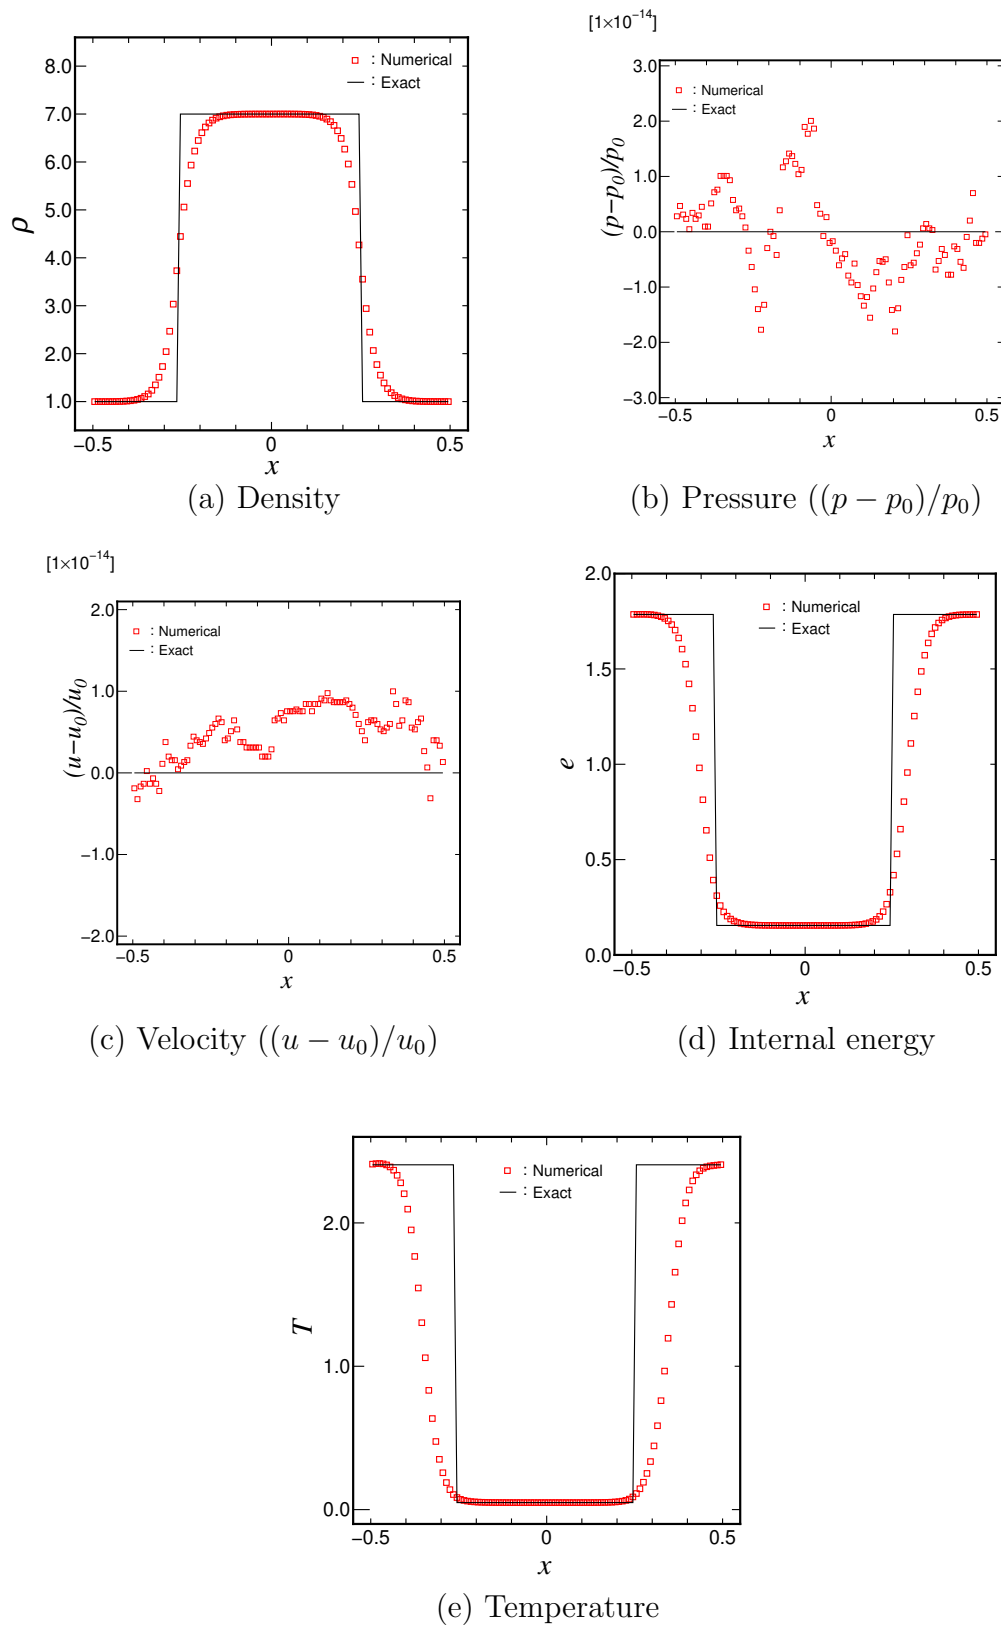 8.0
7.0
6.0
5.0
4.0
3.0
2.0
1.0
ρ
: Numerical
: Exact
−0.5 0 0.5
x
(a) Density
[1×10⁻¹⁴]
3.0
2.0
1.0
0.0
−1.0
−2.0
−3.0
(p−p₀)/p₀
: Numerical
: Exact
−0.5 0 0.5
x
(b) Pressure ((p − p₀)/p₀)
[1×10⁻¹⁴]
2.0
1.0
0.0
−1.0
−2.0
(u−u₀)/u₀
: Numerical
: Exact
−0.5 0 0.5
x
(c) Velocity ((u − u₀)/u₀)
2.0
1.5
1.0
0.5
0.0
e
: Numerical
: Exact
−0.5 0 0.5
x
(d) Internal energy
2.0
1.0
0.0
T
: Numerical
: Exact
−0.5 0 0.5
x
(e) Temperature